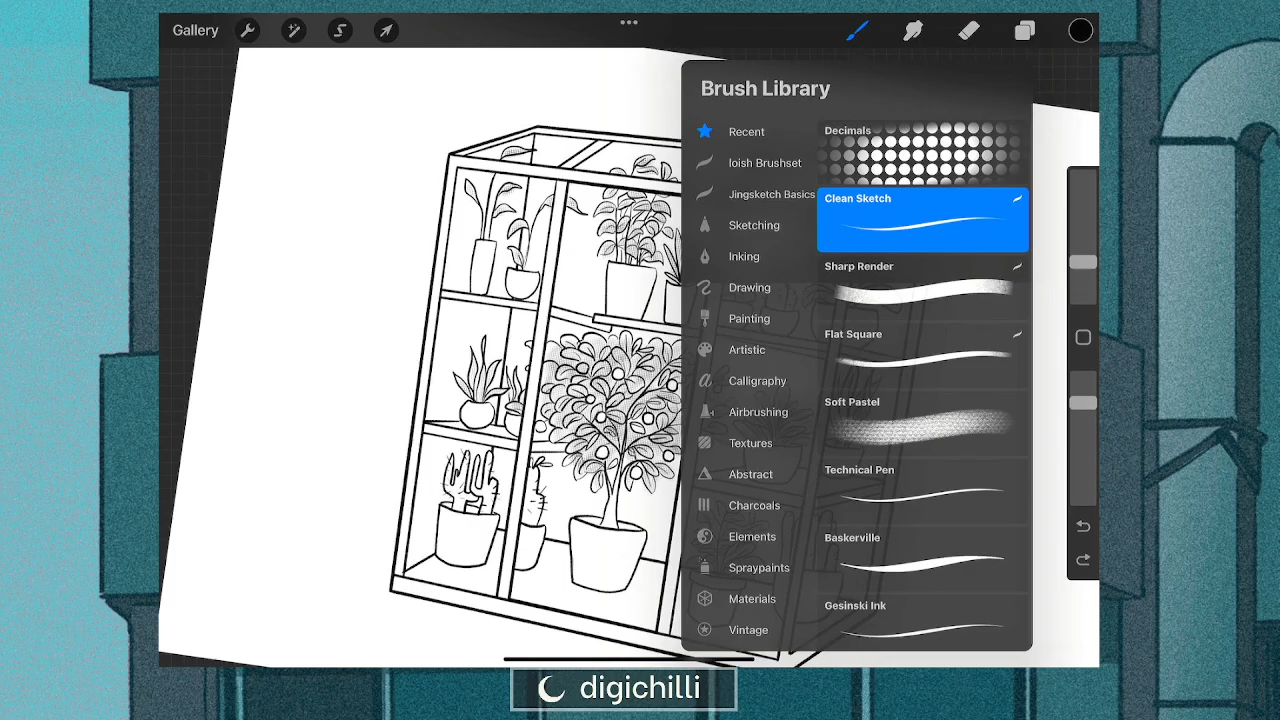 Gallery
Brush Library
Recent
loish Brushset
Jingsketch Basics
Sketching
Inking
Drawing
Painting
Artistic
Calligraphy
Airbrushing
Textures
Abstract
Charcoals
Elements
Spraypaints
Materials
Vintage
Decimals
Clean Sketch
Sharp Render
Flat Square
Soft Pastel
Technical Pen
Baskerville
Gesinski Ink
digichilli